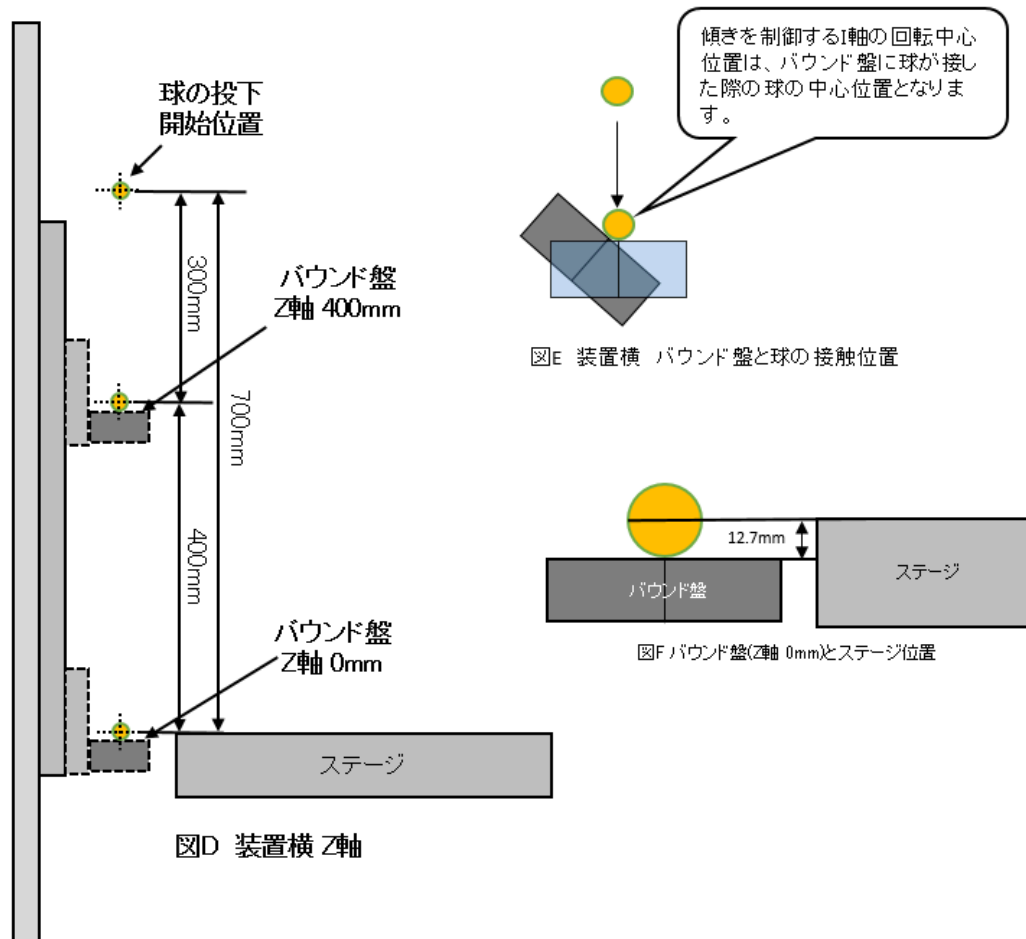 球の投下
開始位置
300mm
700mm
バウンド盤
Z軸 400mm
400mm
バウンド盤
Z軸 0mm
ステージ
図D 装置横 Z軸
傾きを制御するI軸の回転中心
位置は、バウンド盤に球が接し
た際の球の中心位置となりま
す。
図E 装置横 バウンド盤と球の接触位置
12.7mm
バウンド盤
ステージ
図F バウンド盤(Z軸 0mm)とステージ位置